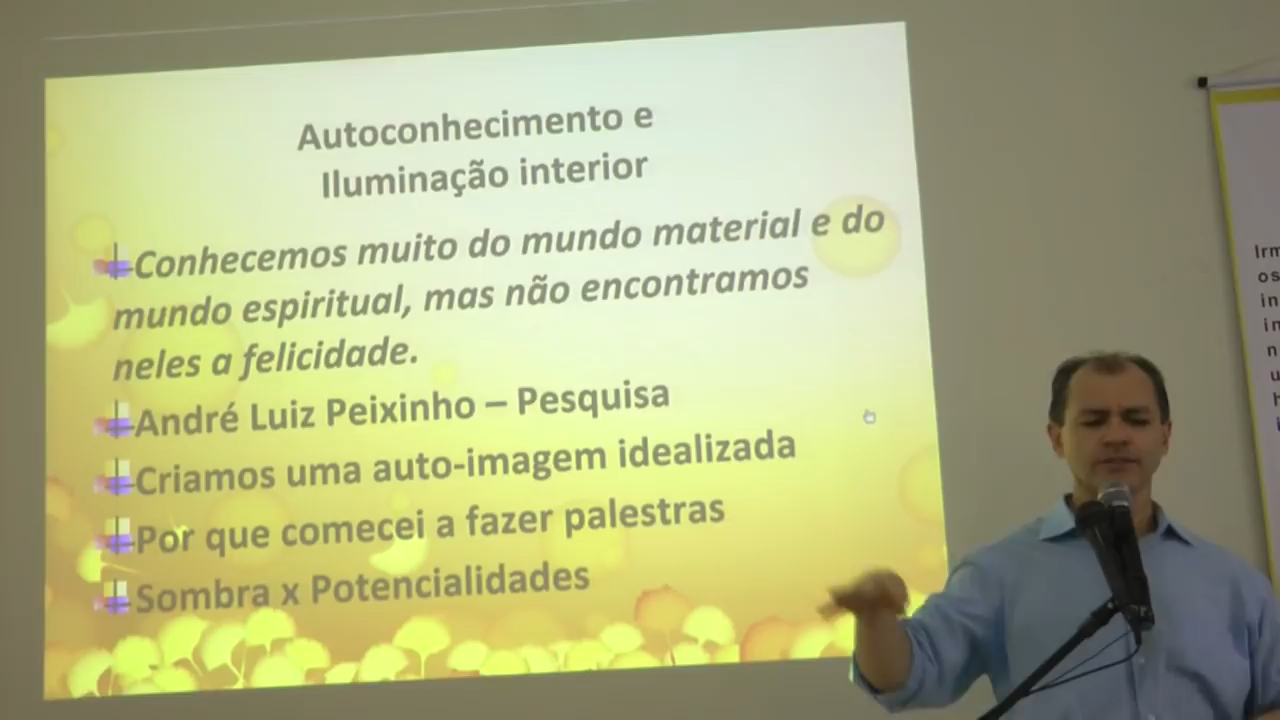 Autoconhecimento e
Iluminação interior
Conhecemos muito do mundo material e do
mundo espiritual, mas não encontramos
neles a felicidade.
André Luiz Peixinho – Pesquisa
Criamos uma auto-imagem idealizada
Por que comecei a fazer palestras
Sombra x Potencialidades